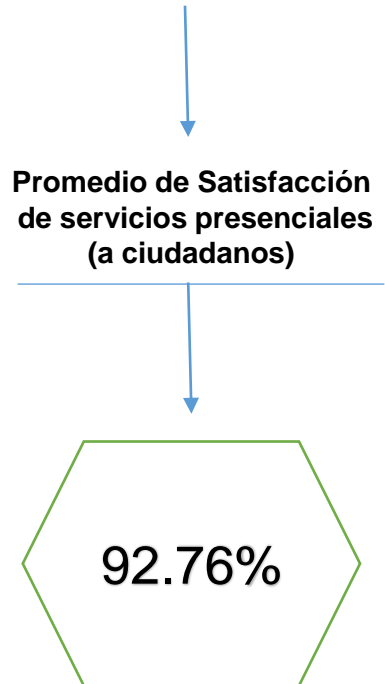 Promedio de Satisfacción
de servicios presenciales
(a ciudadanos)
92.76%